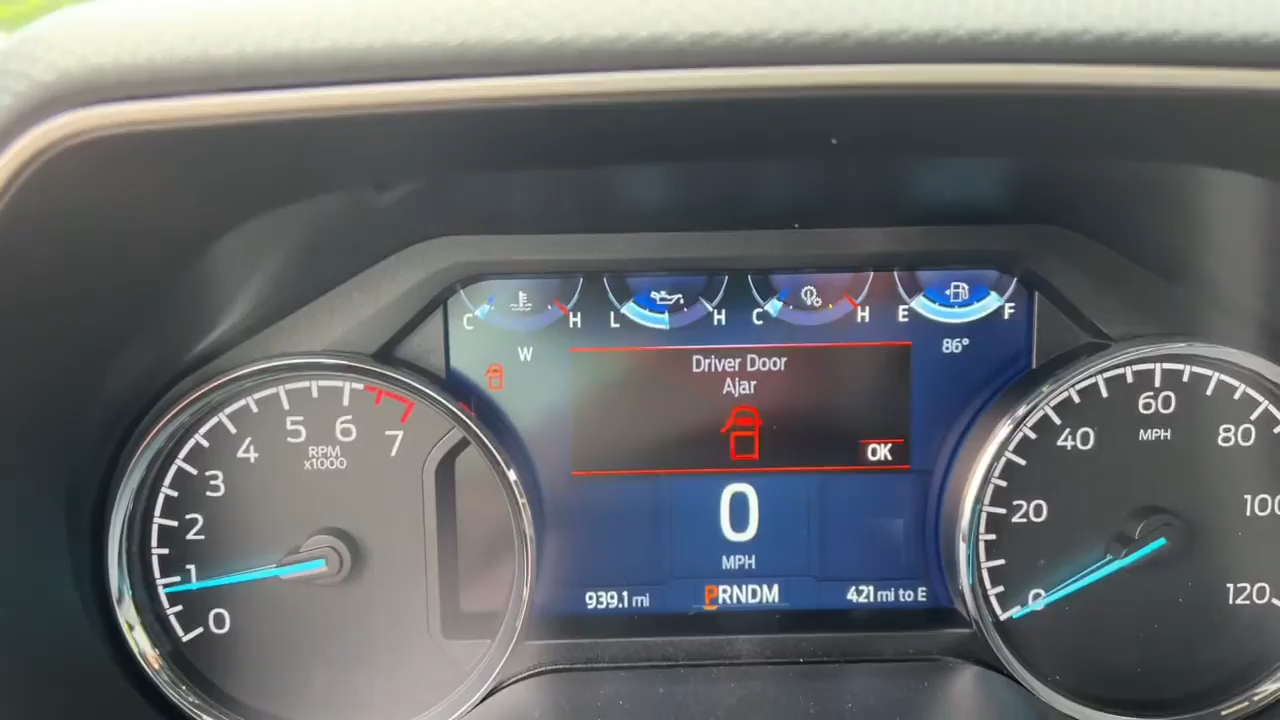 C H
L H
C H
E F
W
86°
Driver Door
Ajar
OK
0
MPH
939.1 mi
PRNDM
421 mi to E
0
1
2
3
4
5
6
7
RPM
x1000
0
20
40
60
80
100
120
MPH